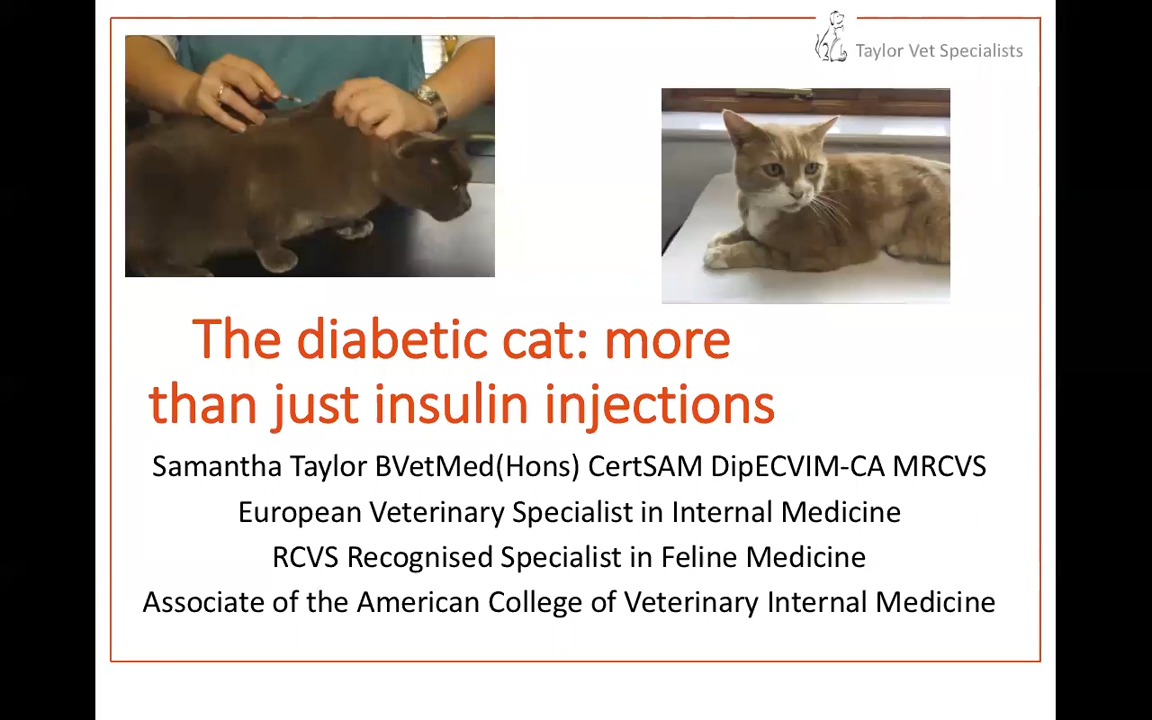 Taylor Vet Specialists
The diabetic cat: more
than just insulin injections
Samantha Taylor BVetMed(Hons) CertSAM DipECVIM-CA MRCVS
European Veterinary Specialist in Internal Medicine
RCVS Recognised Specialist in Feline Medicine
Associate of the American College of Veterinary Internal Medicine